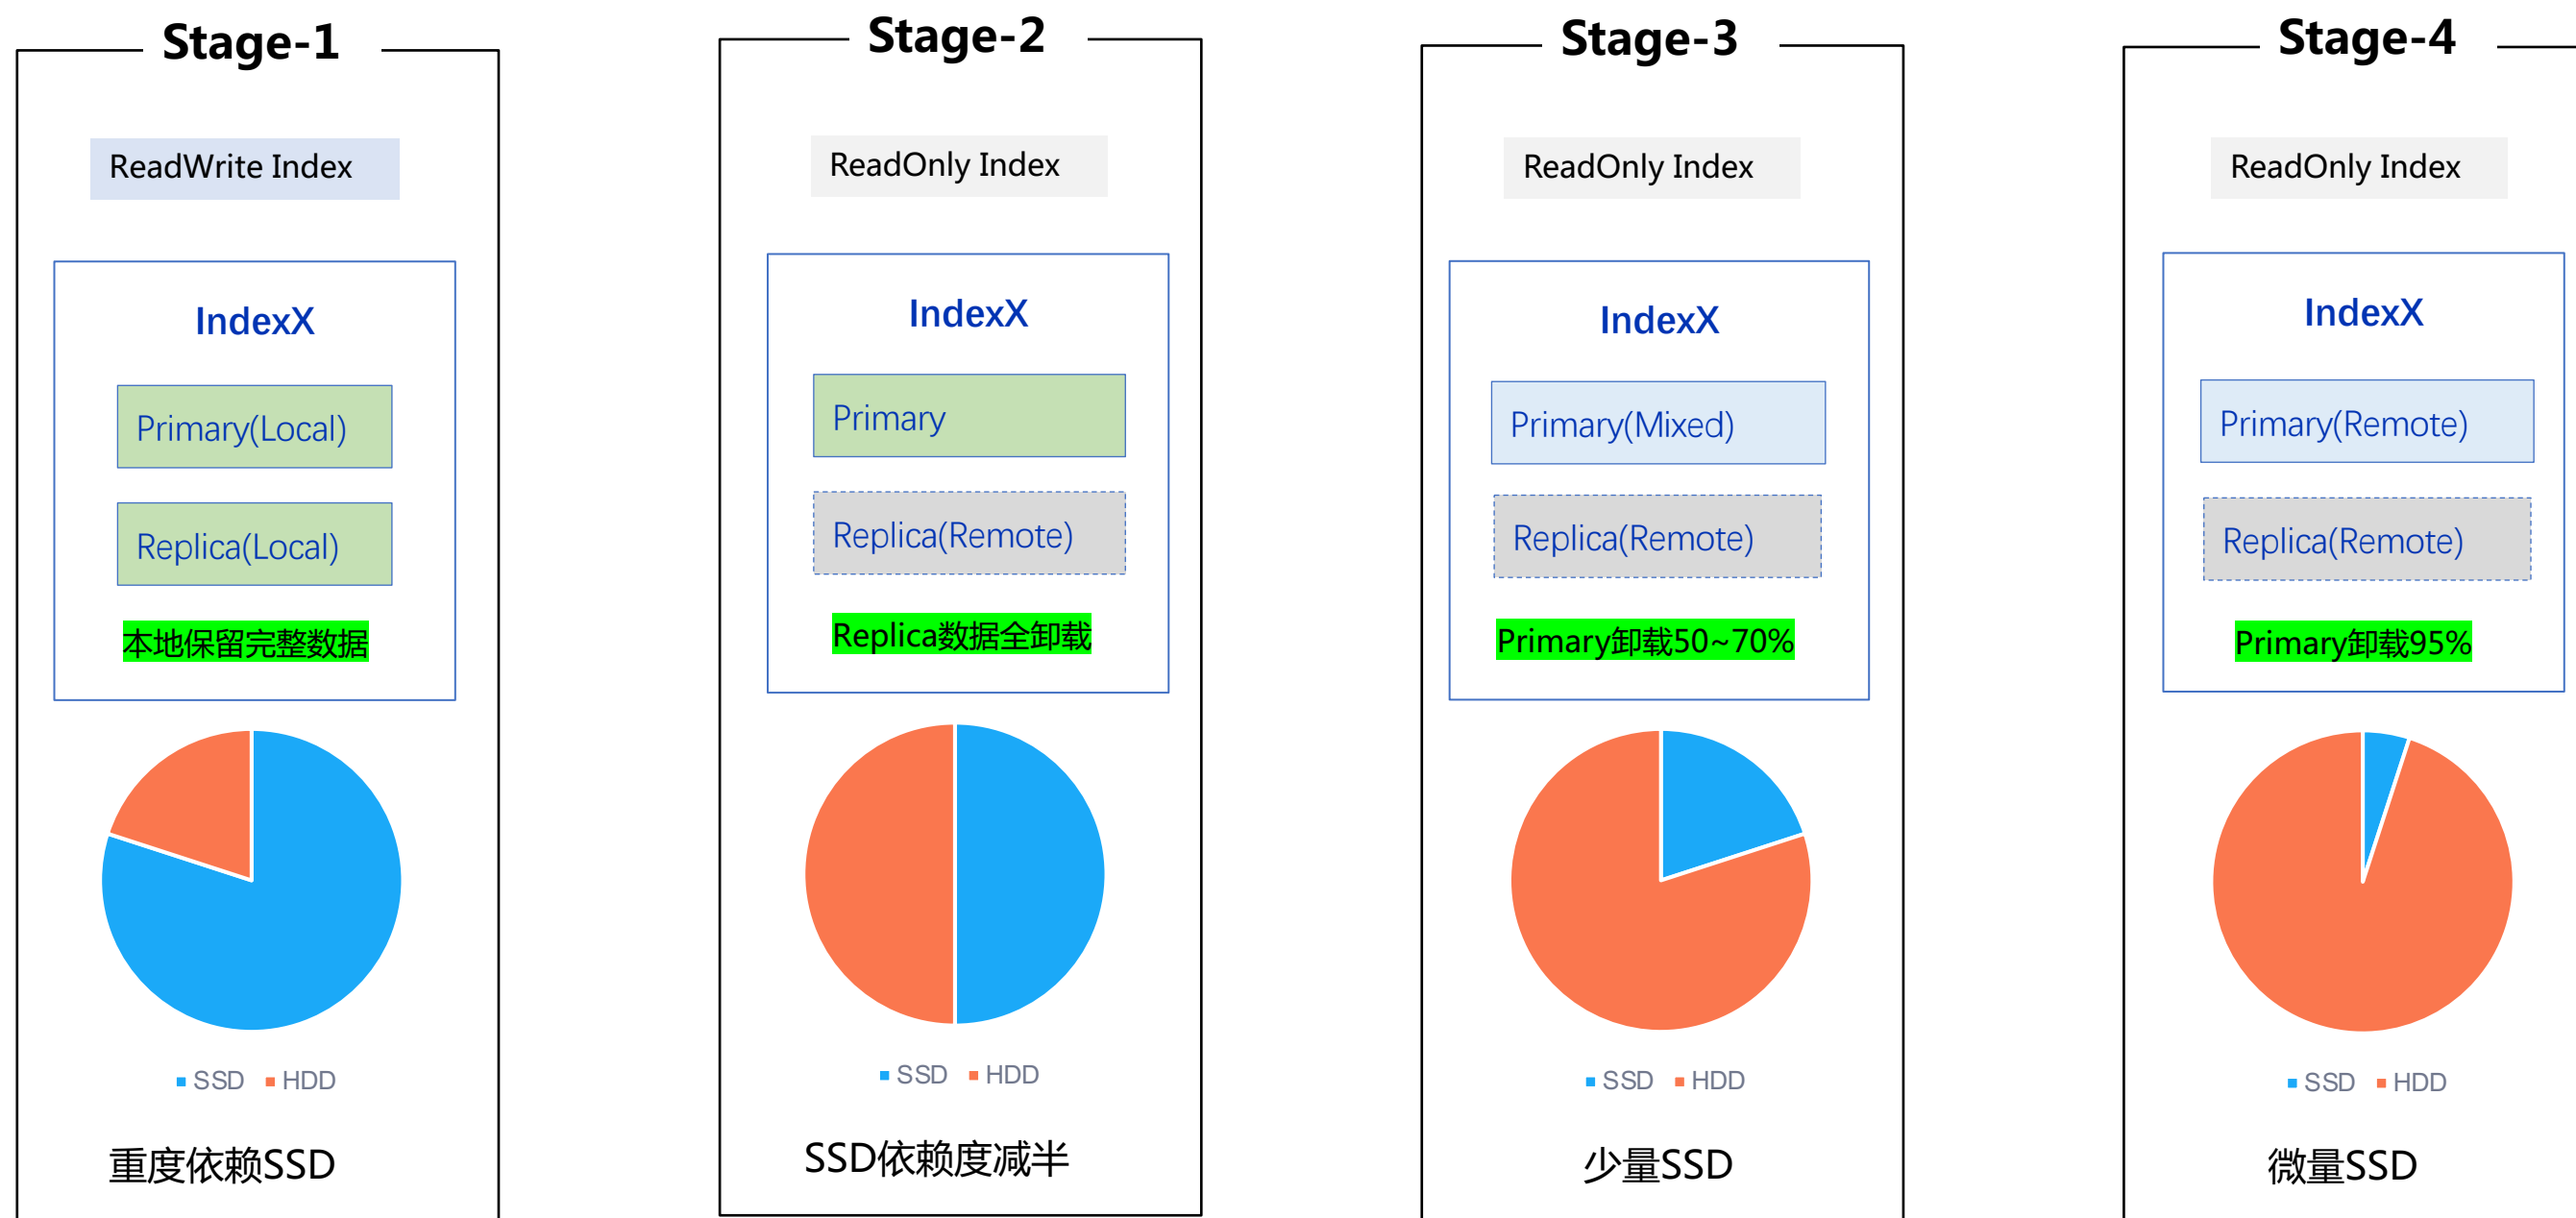 Stage-1
ReadWrite Index
IndexX
Primary(Local)
Replica(Local)
本地保留完整数据
SSD HDD
重度依赖SSD
Stage-2
ReadOnly Index
IndexX
Primary
Replica(Remote)
Replica数据全卸载
SSD HDD
SSD依赖度减半
Stage-3
ReadOnly Index
IndexX
Primary(Mixed)
Replica(Remote)
Primary卸载50~70%
SSD HDD
少量SSD
Stage-4
ReadOnly Index
IndexX
Primary(Remote)
Replica(Remote)
Primary卸载95%
SSD HDD
微量SSD